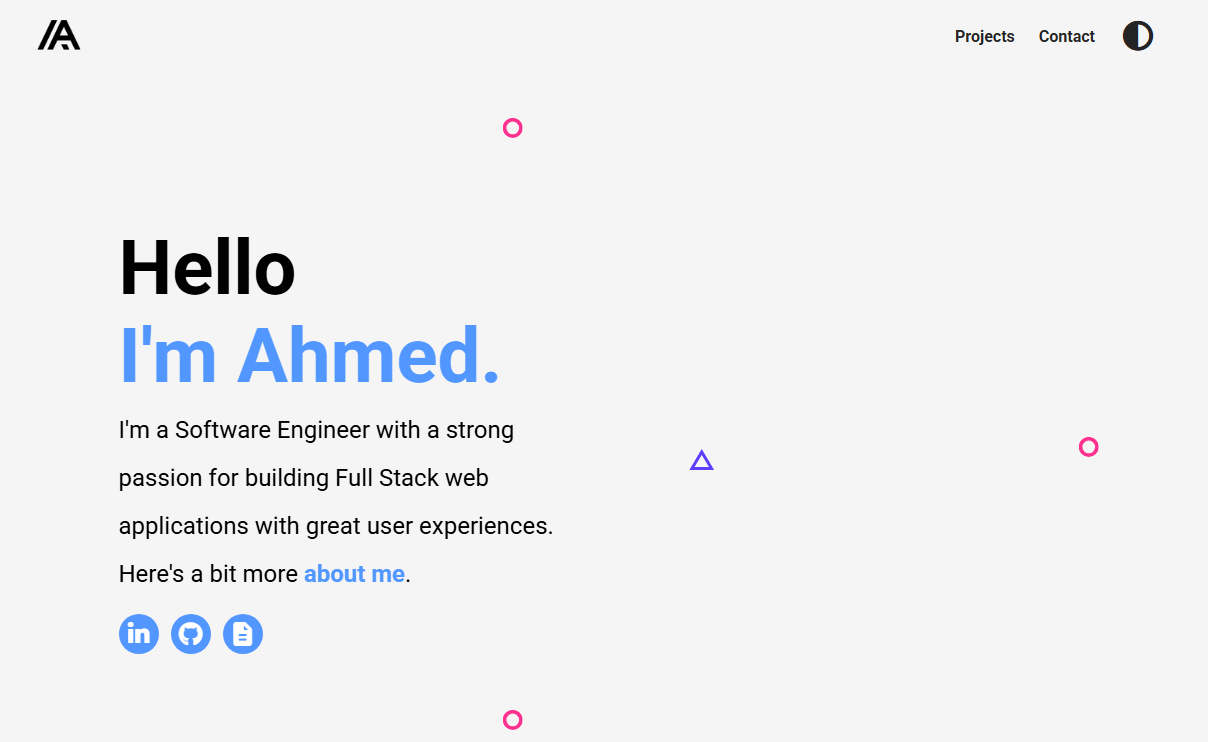 Projects Contact
Hello
I'm Ahmed.
I'm a Software Engineer with a strong
passion for building Full Stack web
applications with great user experiences.
Here's a bit more about me.
in